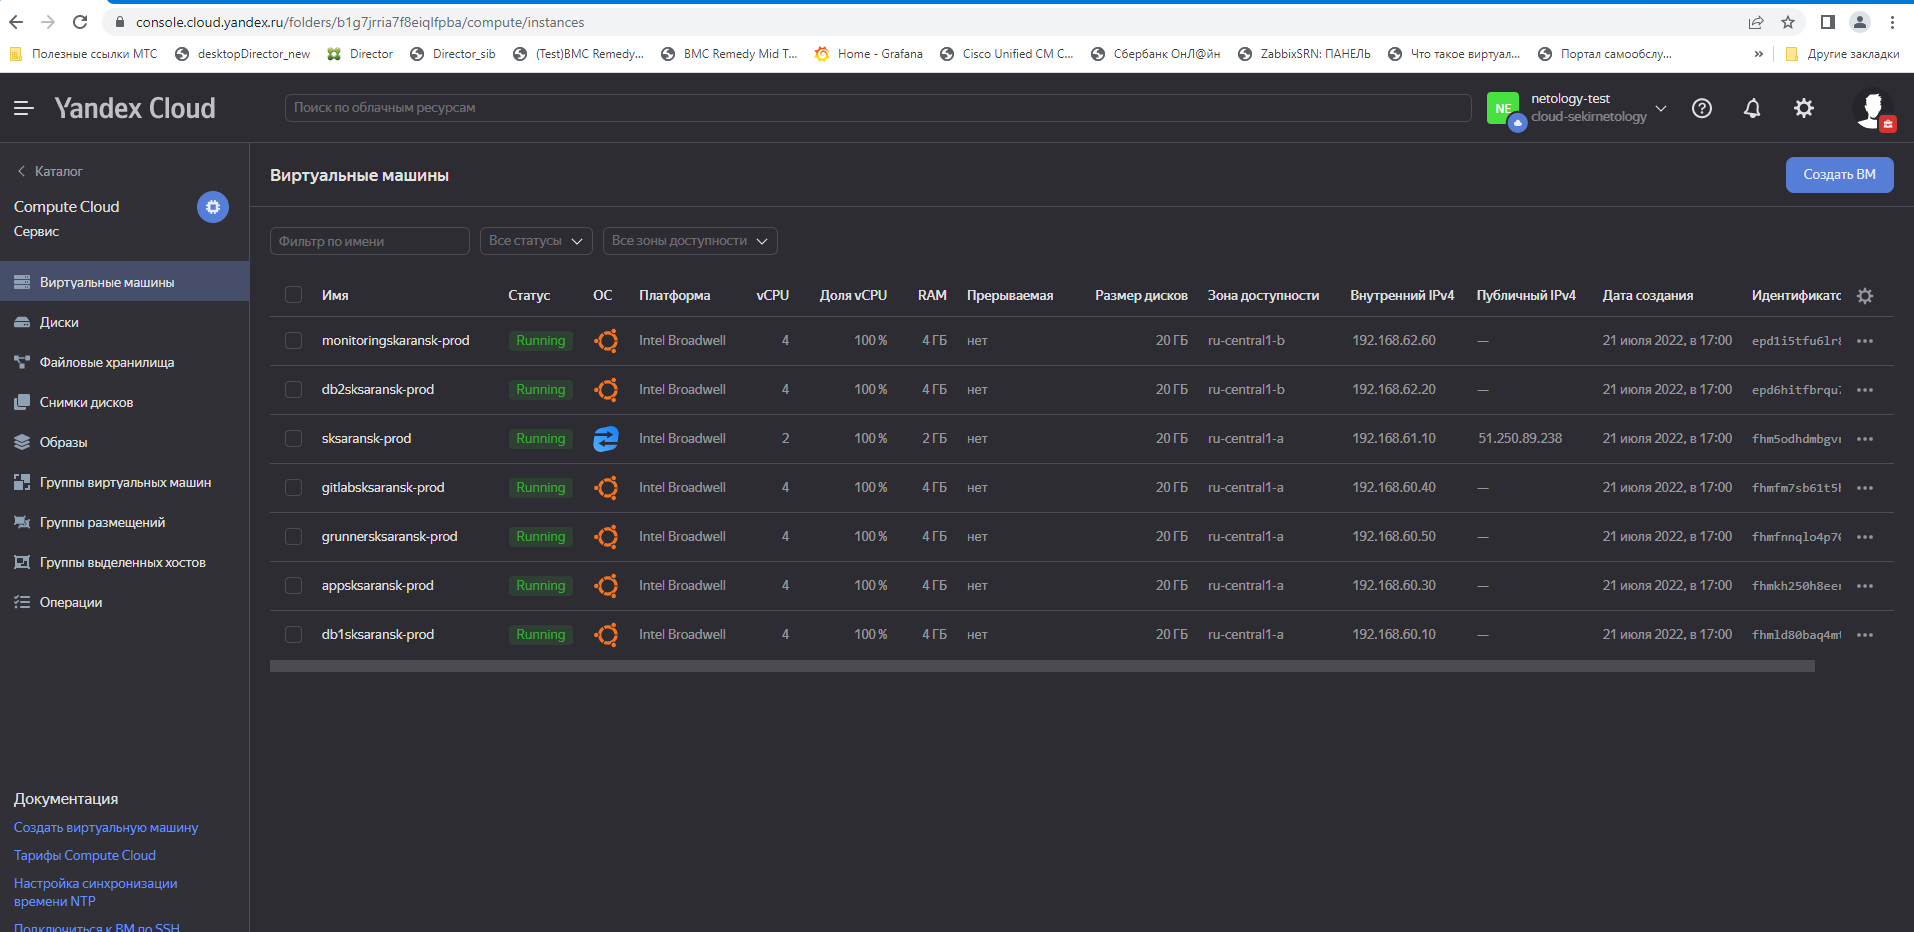 console.cloud.yandex.ru/folders/b1g7jrria7f8eiqlfpba/compute/instances
Полезные ссылки МТС desktopDirector_new Director Director_sib (Test)BMC Remedy... BMC Remedy Mid T... Home - Grafana Cisco Unified CM C... Сбербанк ОнЛ@йн ZabbixSRN: ПАНЕЛЬ Что такое виртуал... Портал самообслу... » Другие закладки
Yandex Cloud Поиск по облачным ресурсам NE netology-test
cloud-sekirnetology
Каталог
Compute Cloud
Сервис
Виртуальные машины
Диски
Файловые хранилища
Снимки дисков
Образы
Группы виртуальных машин
Группы размещений
Группы выделенных хостов
Операции
Документация
Создать виртуальную машину
Тарифы Compute Cloud
Настройка синхронизации
времени NTP
Подключиться к ВМ по SSH
Виртуальные машины Создать ВМ
Фильтр по имени Все статусы Все зоны доступности
Имя Статус ОС Платформа vCPU Доля vCPU RAM Прерываемая Размер дисков Зона доступности Внутренний IPv4 Публичный IPv4 Дата создания Идентификатс
monitoringskaransk-prod Running Intel Broadwell 4 100 % 4 ГБ нет 20 ГБ ru-central1-b 192.168.62.60 — 21 июля 2022, в 17:00 epd1i5tfu6lr8
db2sksaransk-prod Running Intel Broadwell 4 100 % 4 ГБ нет 20 ГБ ru-central1-b 192.168.62.20 — 21 июля 2022, в 17:00 epd6hitfbrqu7
sksaransk-prod Running Intel Broadwell 2 100 % 2 ГБ нет 20 ГБ ru-central1-a 192.168.61.10 51.250.89.238 21 июля 2022, в 17:00 fhm5odhdmbgvr
gitlabsksaransk-prod Running Intel Broadwell 4 100 % 4 ГБ нет 20 ГБ ru-central1-a 192.168.60.40 — 21 июля 2022, в 17:00 fhmfm7sb61t5h
grunnersksaransk-prod Running Intel Broadwell 4 100 % 4 ГБ нет 20 ГБ ru-central1-a 192.168.60.50 — 21 июля 2022, в 17:00 fhmfnnqlo4p70
appsksaransk-prod Running Intel Broadwell 4 100 % 4 ГБ нет 20 ГБ ru-central1-a 192.168.60.30 — 21 июля 2022, в 17:00 fhmkh250h8eer
db1sksaransk-prod Running Intel Broadwell 4 100 % 4 ГБ нет 20 ГБ ru-central1-a 192.168.60.10 — 21 июля 2022, в 17:00 fhmld80baq4mt